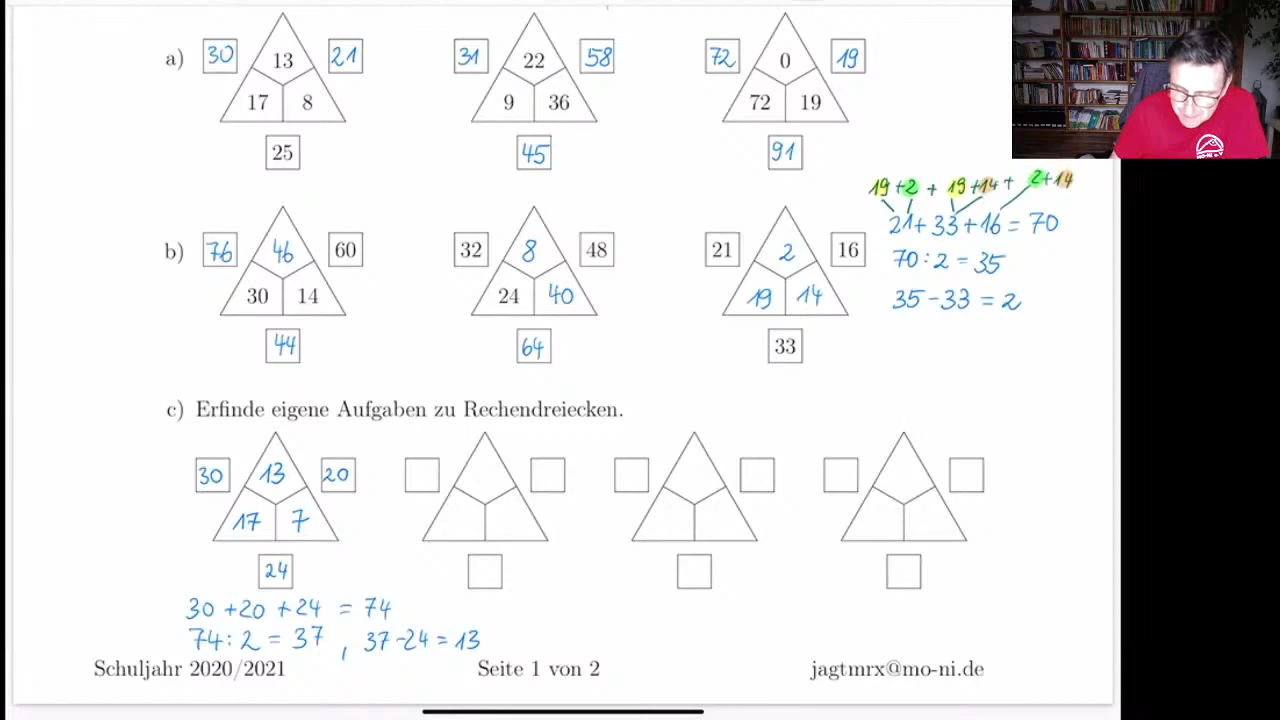 a) 30 13 21 31 22 58 72 0 19
17 8 9 36 72 19
25 45 91
19 + 2 + 19 + 14 + 2 + 14
21 + 33 + 16 = 70
b) 76 46 60 32 8 48 21 2 16
70 : 2 = 35
30 14 24 40 19 14
35 - 33 = 2
44 64 33
c) Erfinde eigene Aufgaben zu Rechendreiecken.
30 13 20
17 7
24
30 + 20 + 24 = 74
74 : 2 = 37 , 37 - 24 = 13
Schuljahr 2020/2021 Seite 1 von 2 jagtmrx@mo-ni.de